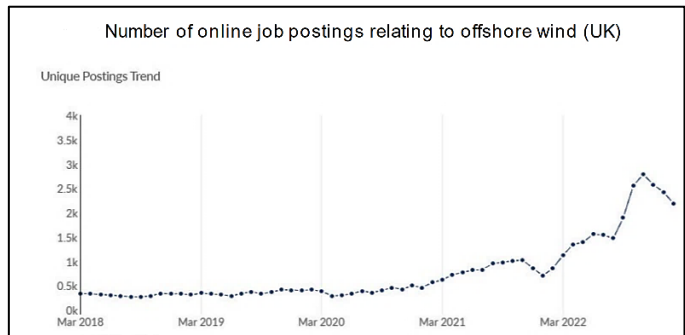 Number of online job postings relating to offshore wind (UK)
Unique Postings Trend
4k
3.5k
3k
2.5k
2k
1.5k
1k
0.5k
0k
Mar 2018 Mar 2019 Mar 2020 Mar 2021 Mar 2022